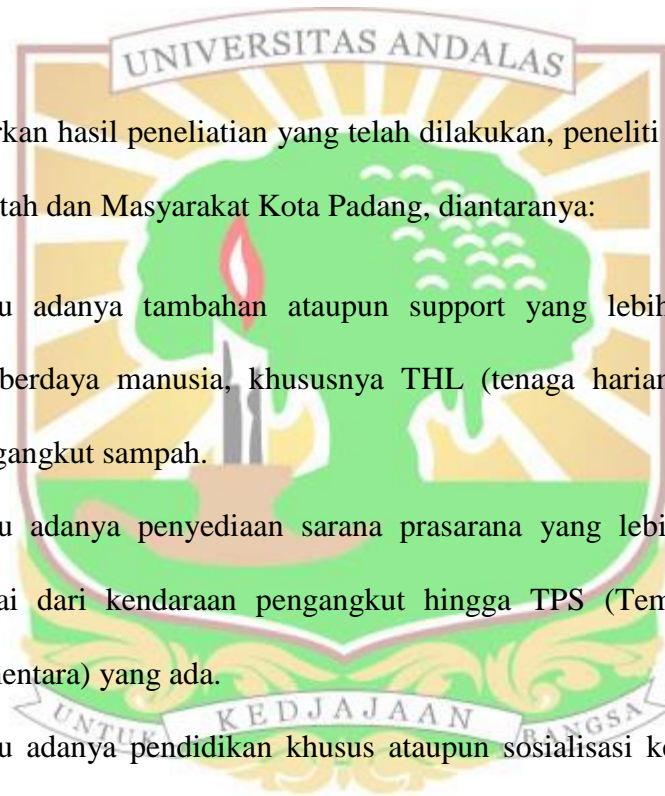 UNIVERSITAS ANDALAS
rkan hasil peneliatian yang telah dilakukan, peneliti
tah dan Masyarakat Kota Padang, diantaranya:
u adanya tambahan ataupun support yang lebih
berdaya manusia, khususnya THL (tenaga harian
gangkut sampah.
u adanya penyediaan sarana prasarana yang lebi
ai dari kendaraan pengangkut hingga TPS (Tem
nentara) yang ada.
UNTUK KEDJAJAAN BANGSA
u adanya pendidikan khusus ataupun sosialisasi ke